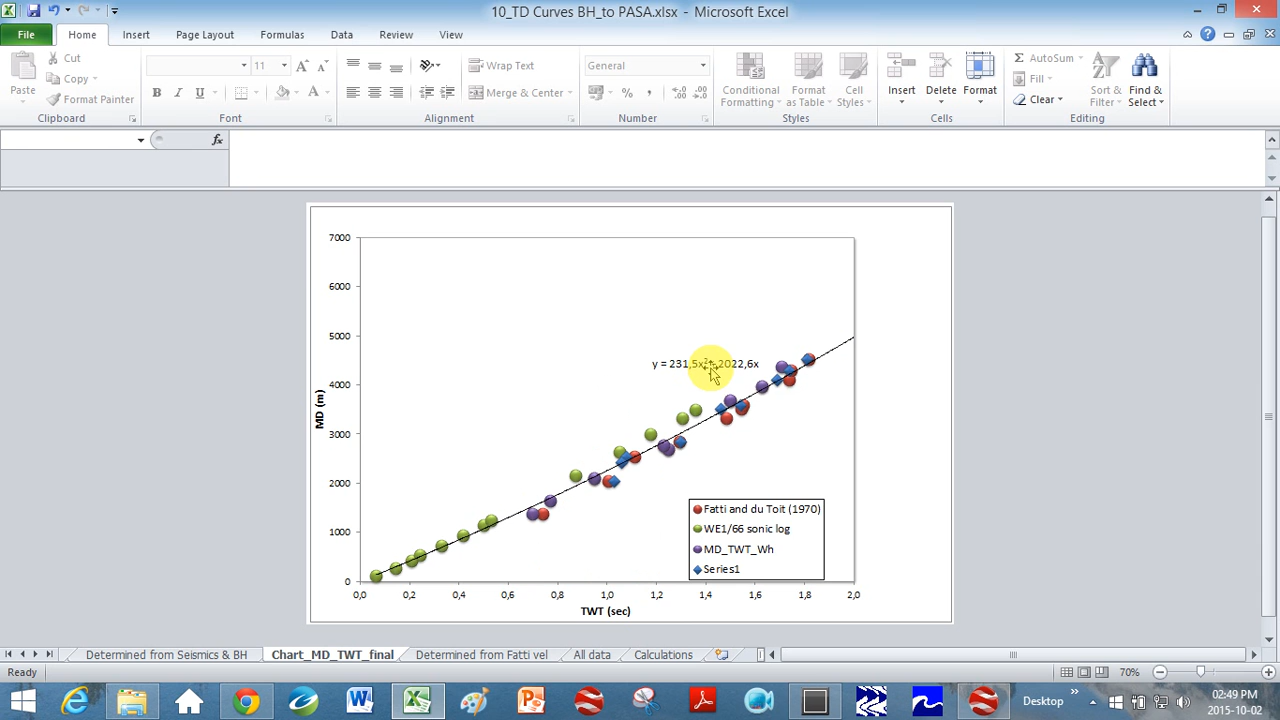 10_TD Curves BH_to PASA.xlsx - Microsoft Excel
File Home Insert Page Layout Formulas Data Review View
Paste
Cut
Copy
Format Painter
Clipboard
11
A A
B I U
A
Font
Wrap Text
Merge & Center
Alignment
General
% , ,00
Number
Conditional Formatting
Format as Table
Cell Styles
Styles
Insert
Delete
Format
Cells
Σ AutoSum
Fill
Clear
Sort & Filter
Find & Select
Editing
fx
7000
6000
5000
4000
3000
2000
1000
0
MD (m)
y = 231,5x² + 2022,6x
Fatti and du Toit (1970)
WE1/66 sonic log
MD_TWT_Wh
Series1
0,0 0,2 0,4 0,6 0,8 1,0 1,2 1,4 1,6 1,8 2,0
TWT (sec)
Determined from Seismics & BH Chart_MD_TWT_final Determined from Fatti vel All data Calculations
Ready
70%
Desktop
02:49 PM
2015-10-02